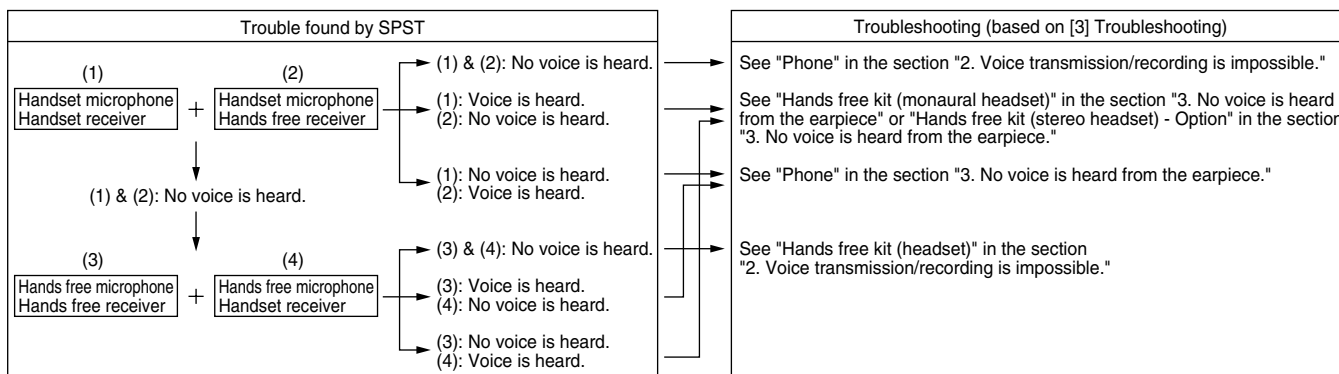 Trouble found by SPST
(1)
Handset microphone
Handset receiver
+
(2)
Handset microphone
Hands free receiver
(1) & (2): No voice is heard.
(1): Voice is heard.
(2): No voice is heard.
(1): No voice is heard.
(2): Voice is heard.
(1) & (2): No voice is heard.
(3)
Hands free microphone
Hands free receiver
+
(4)
Hands free microphone
Handset receiver
(3) & (4): No voice is heard.
(3): Voice is heard.
(4): No voice is heard.
(3): No voice is heard.
(4): Voice is heard.
Troubleshooting (based on [3] Troubleshooting)
See "Phone" in the section "2. Voice transmission/recording is impossible."
See "Hands free kit (monaural headset)" in the section "3. No voice is heard
from the earpiece" or "Hands free kit (stereo headset) - Option" in the section
"3. No voice is heard from the earpiece."
See "Phone" in the section "3. No voice is heard from the earpiece."
See "Hands free kit (headset)" in the section
"2. Voice transmission/recording is impossible."